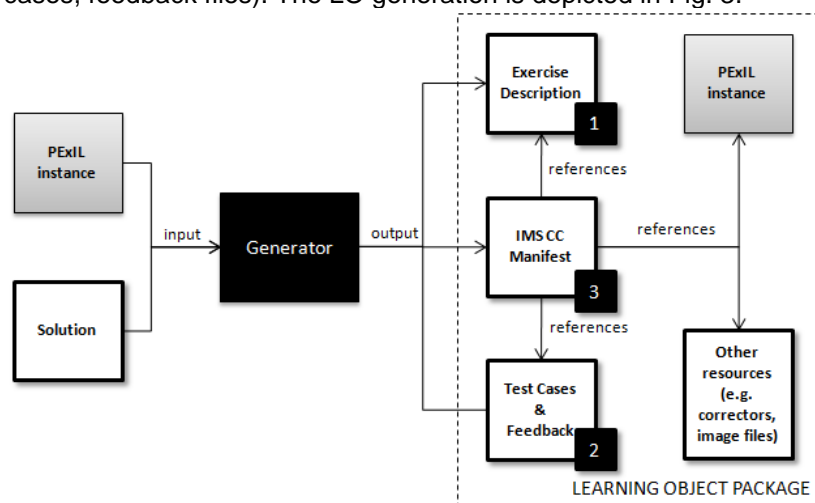 cases, feedback files). The LO generation is depicted in Fig. 3.
Exercise
Description
1
PExIL
instance
PExIL
instance
references
input
Generator
output
IMS CC
Manifest
3
references
Solution
references
Test Cases
&
Feedback
2
Other
resources
(e.g.
correctors,
image files)
LEARNING OBJECT PACKAGE